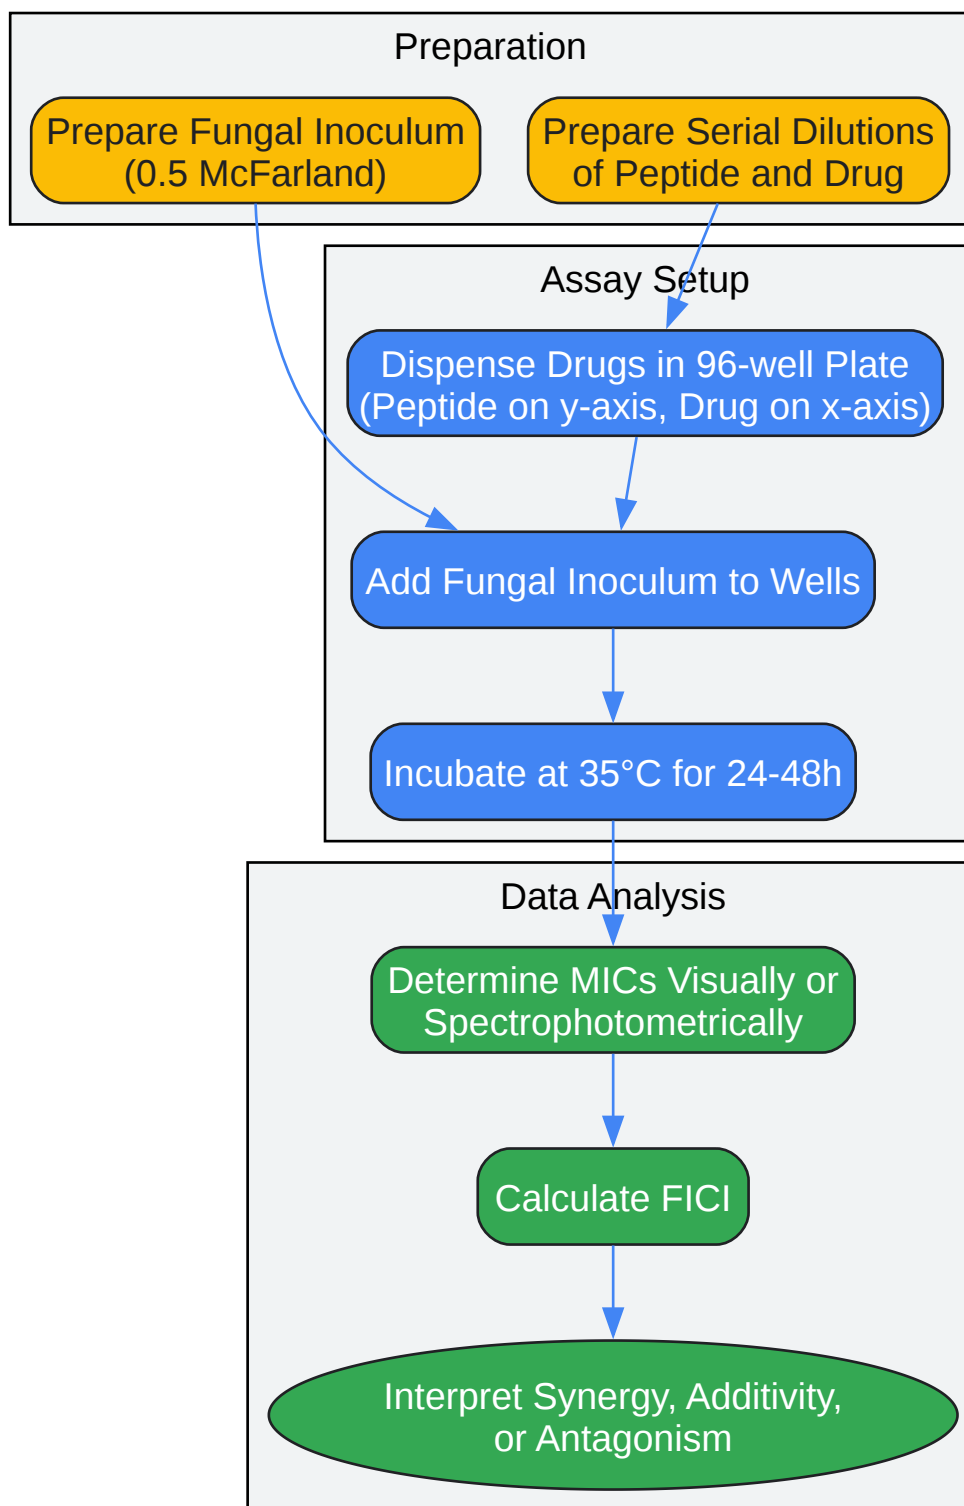 Preparation
Prepare Fungal Inoculum
(0.5 McFarland)
Prepare Serial Dilutions
of Peptide and Drug
Assay Setup
Dispense Drugs in 96-well Plate
(Peptide on y-axis, Drug on x-axis)
Add Fungal Inoculum to Wells
Incubate at 35°C for 24-48h
Data Analysis
Determine MICs Visually or
Spectrophotometrically
Calculate FICI
Interpret Synergy, Additivity,
or Antagonism